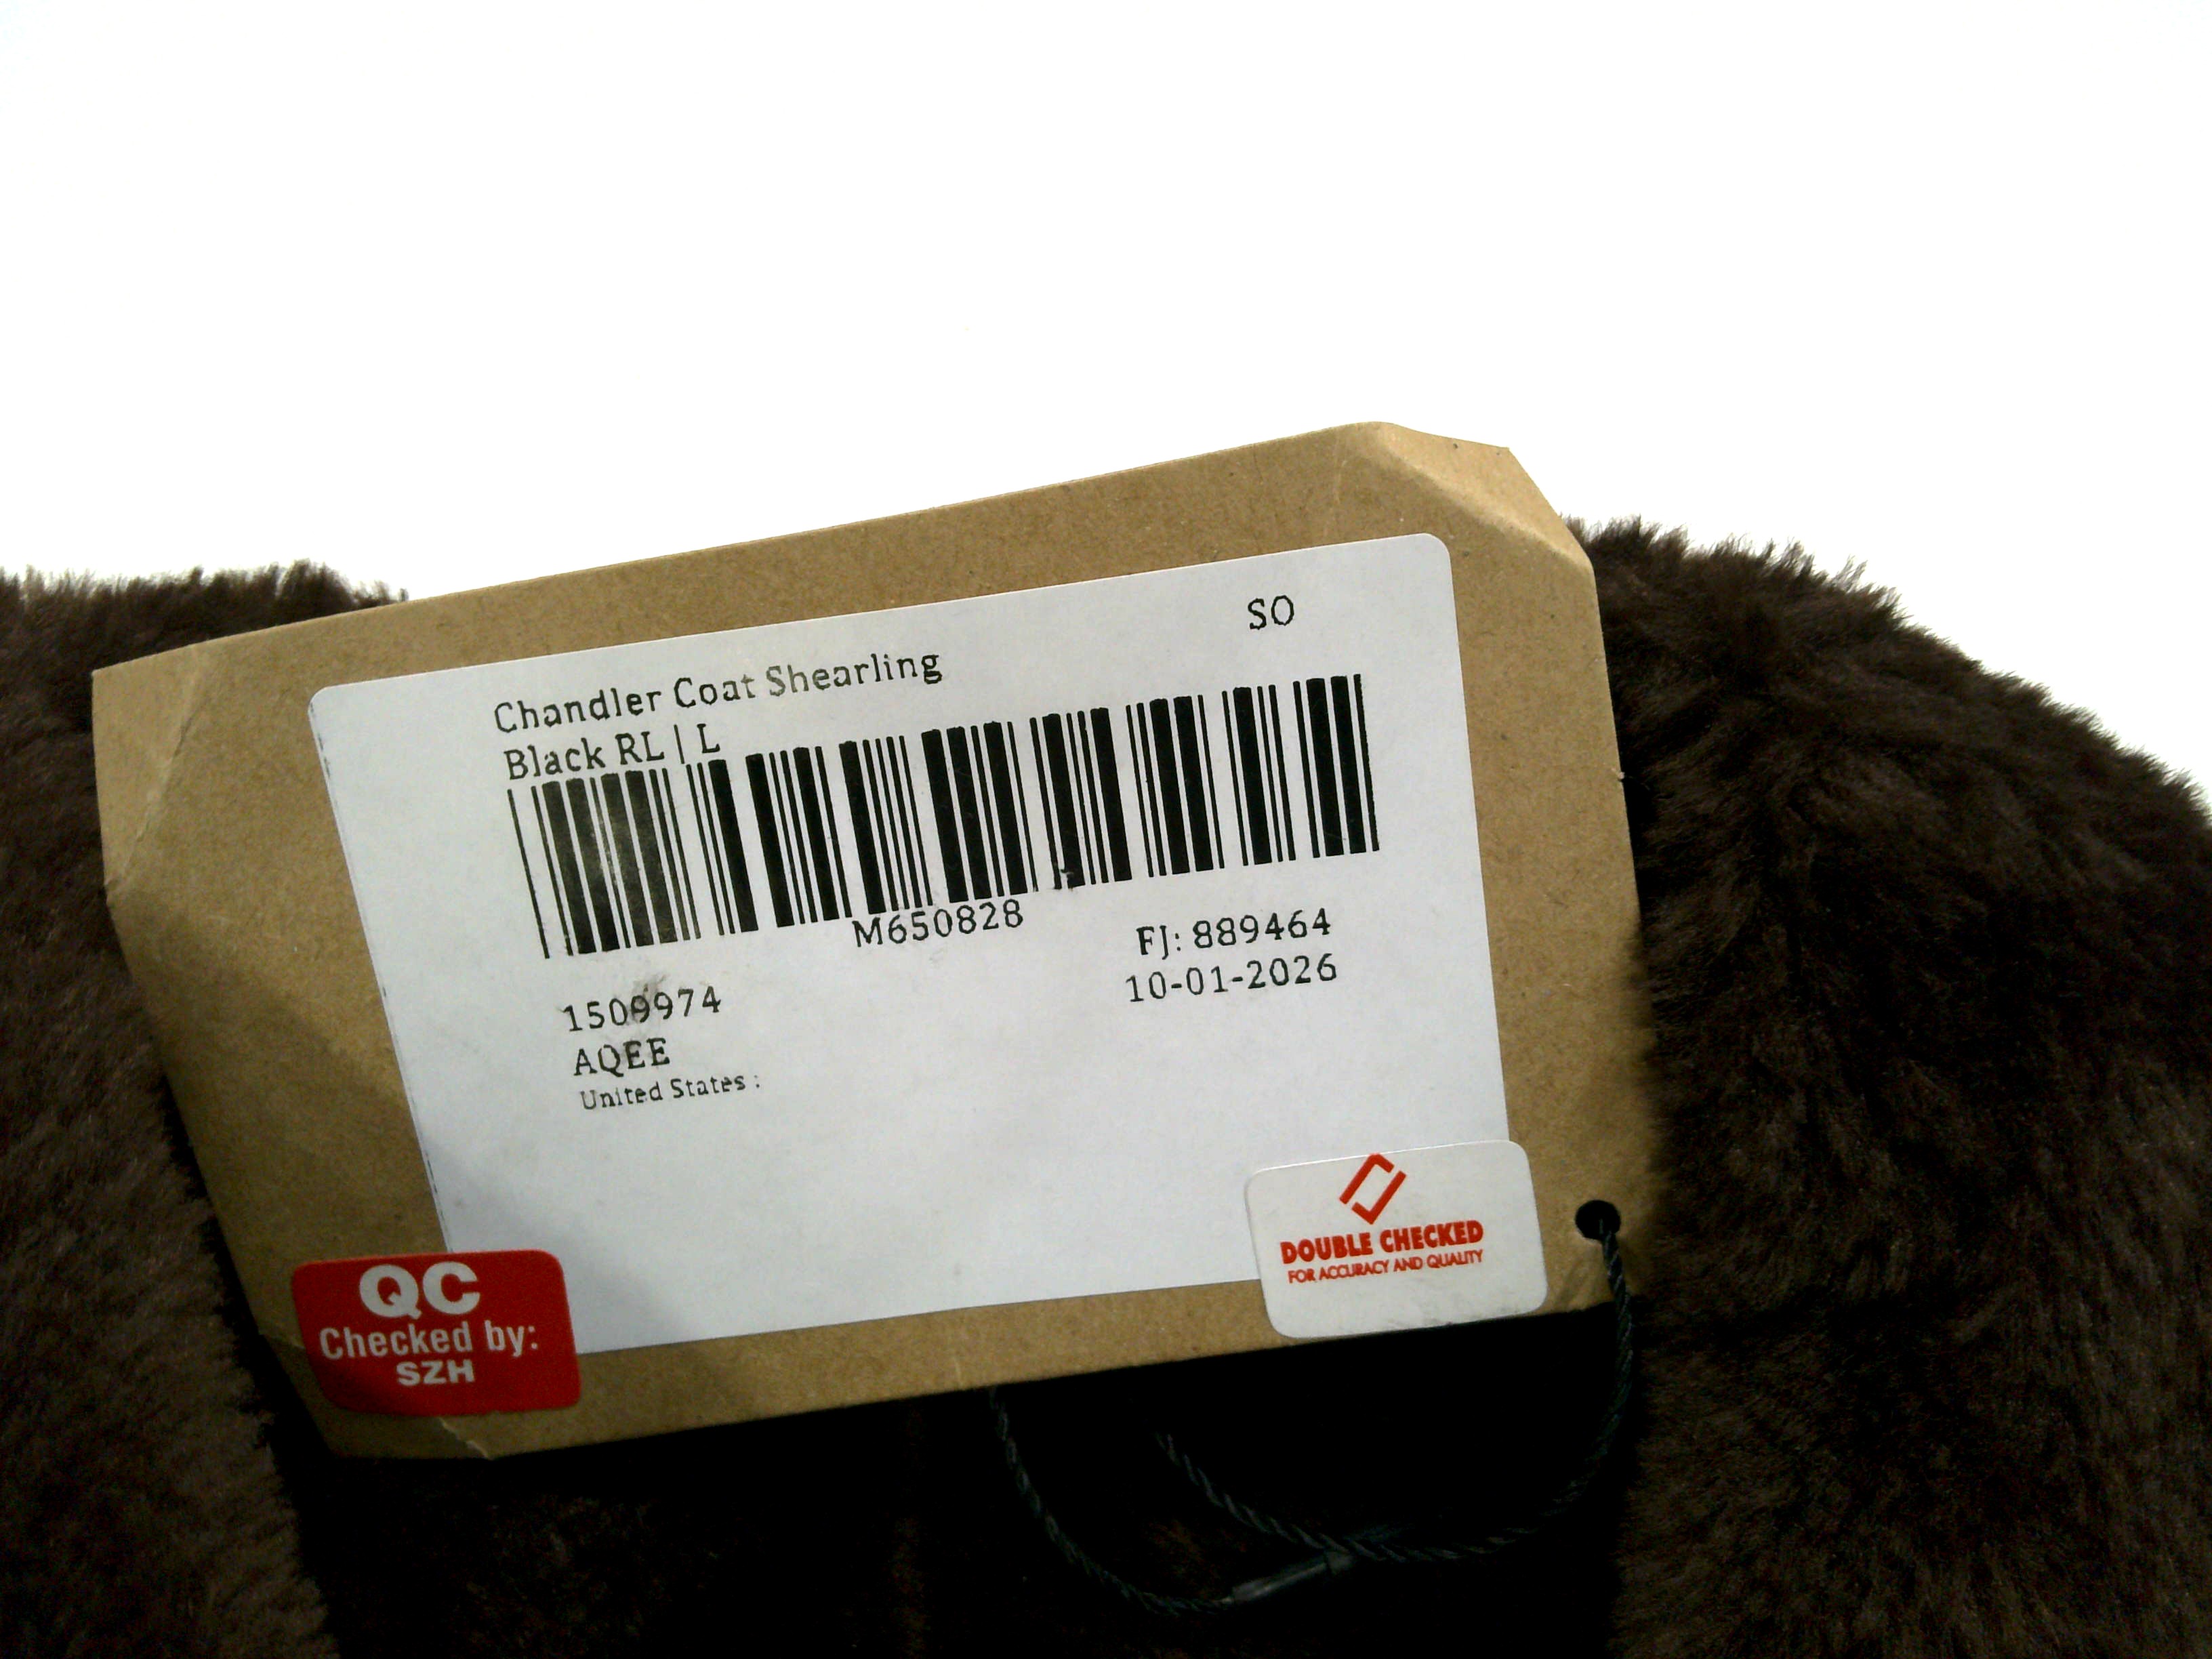 SO
Chandler Coat Shearling
Black RL | L
M650828
FJ: 889464
10-01-2026
1509974
AQEE
United States :
DOUBLE CHECKED
FOR ACCURACY AND QUALITY
QC
Checked by:
SZH